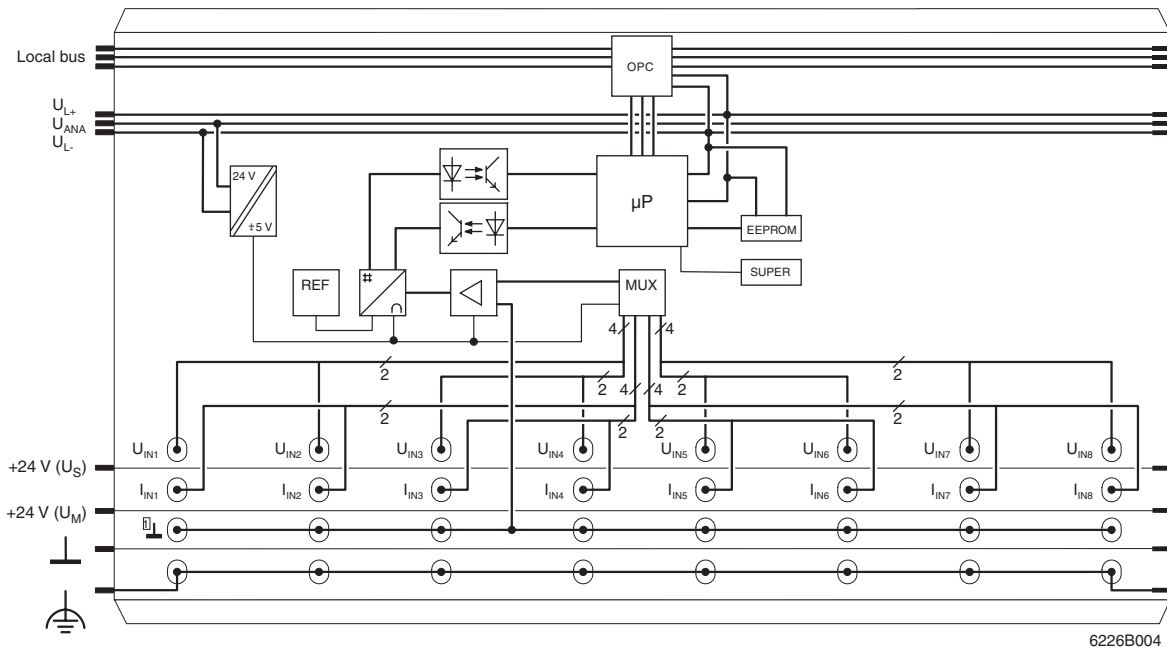 Local bus
OPC
U_L+
U_ANA
U_L-
24 V
±5 V
µP
EEPROM
SUPER
REF
#
∩
MUX
4 4
2 2
2 4 4 2
2 2
2 2
U_IN1 U_IN2 U_IN3 U_IN4 U_IN5 U_IN6 U_IN7 U_IN8
+24 V (U_S)
I_IN1 I_IN2 I_IN3 I_IN4 I_IN5 I_IN6 I_IN7 I_IN8
+24 V (U_M)
1
6226B004